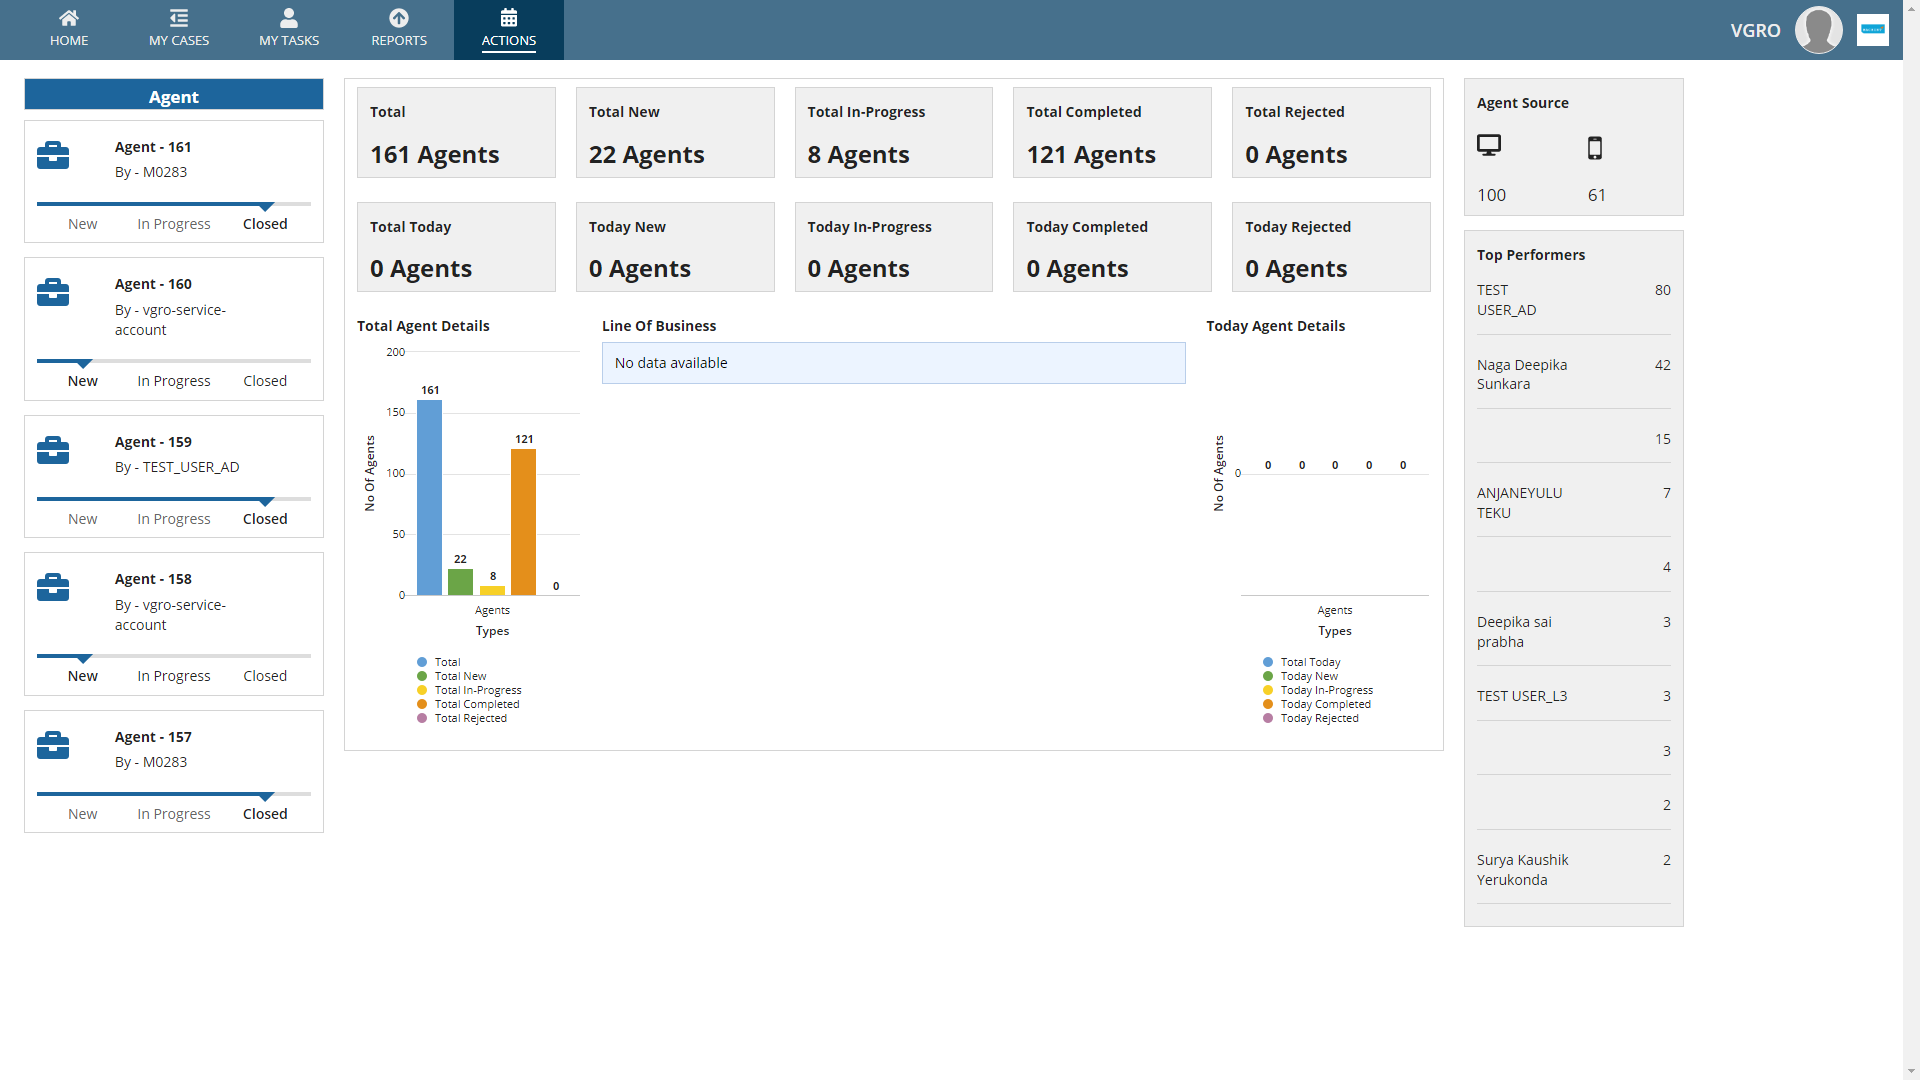 HOME
MY CASES
MY TASKS
REPORTS
ACTIONS
VGRO
Agent
Agent - 161
By - M0283
New In Progress Closed
Agent - 160
By - vgro-service-
account
New In Progress Closed
Agent - 159
By - TEST_USER_AD
New In Progress Closed
Agent - 158
By - vgro-service-
account
New In Progress Closed
Agent - 157
By - M0283
New In Progress Closed
Total
161 Agents
Total New
22 Agents
Total In-Progress
8 Agents
Total Completed
121 Agents
Total Rejected
0 Agents
Total Today
0 Agents
Today New
0 Agents
Today In-Progress
0 Agents
Today Completed
0 Agents
Today Rejected
0 Agents
Total Agent Details
No Of Agents
200
150
100
50
0
161
22
8
121
0
Agents
Types
Total
Total New
Total In-Progress
Total Completed
Total Rejected
Line Of Business
No data available
Today Agent Details
No Of Agents
0
0 0 0 0 0
Agents
Types
Total Today
Today New
Today In-Progress
Today Completed
Today Rejected
Agent Source
100 61
Top Performers
TEST 80
USER_AD
Naga Deepika 42
Sunkara
15
ANJANEYULU 7
TEKU
4
Deepika sai 3
prabha
TEST USER_L3 3
3
2
Surya Kaushik 2
Yerukonda